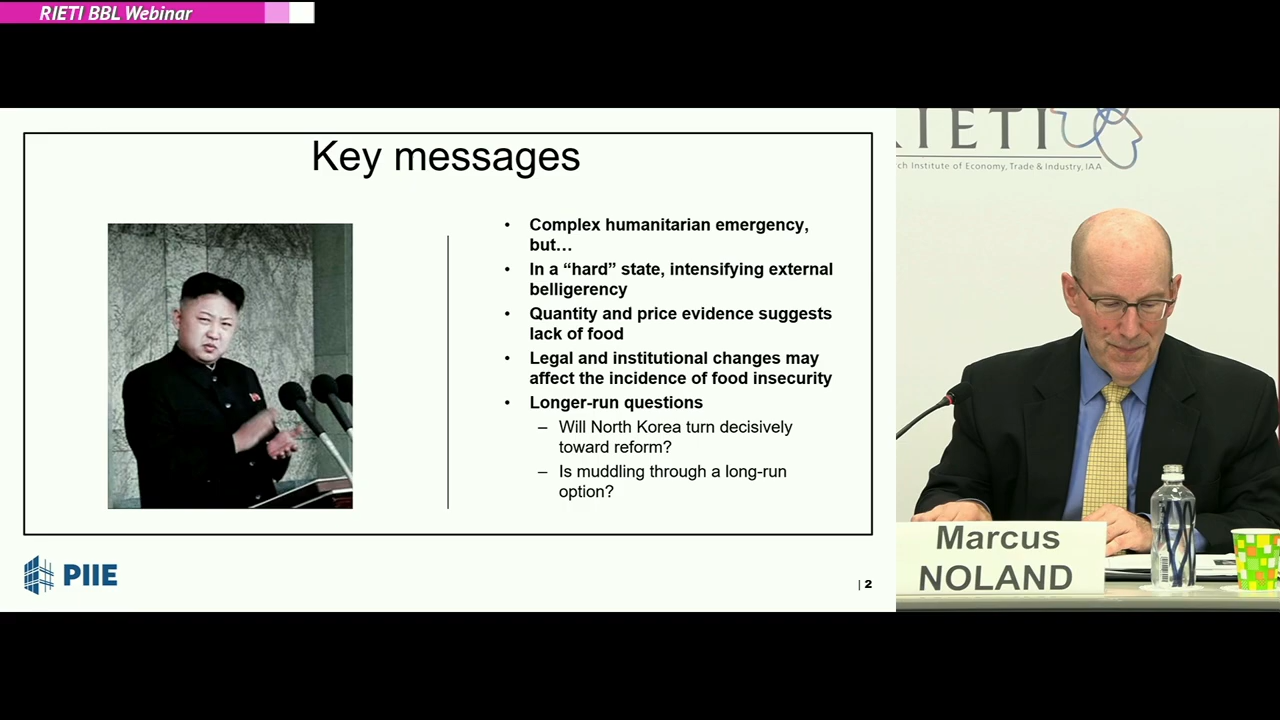 RIETI BBL Webinar
Key messages
• Complex humanitarian emergency,
but…
• In a “hard” state, intensifying external
belligerency
• Quantity and price evidence suggests
lack of food
• Legal and institutional changes may
affect the incidence of food insecurity
• Longer-run questions
– Will North Korea turn decisively
toward reform?
– Is muddling through a long-run
option?
PIIE
| 2
RIETI
rch Institute of Economy, Trade & Industry, IAA
Marcus
NOLAND